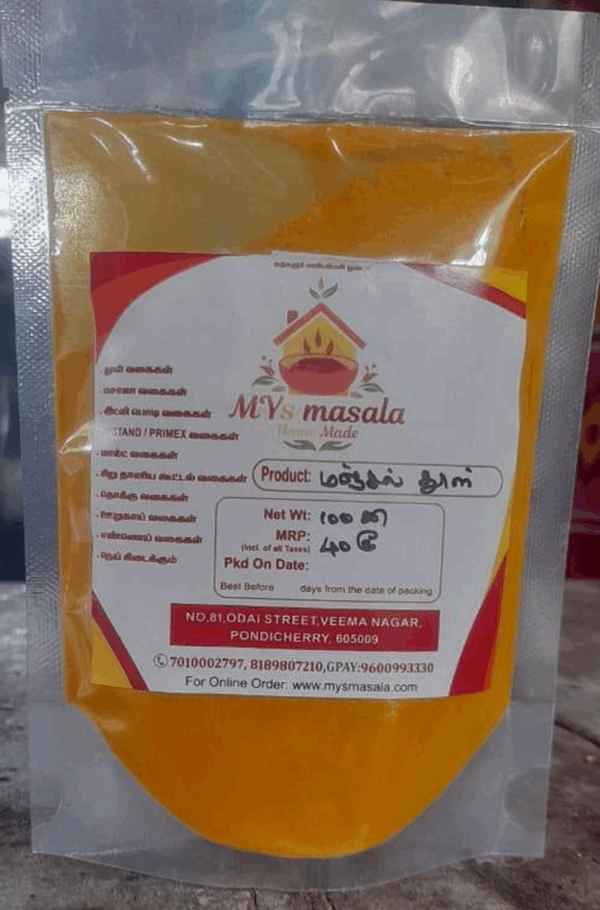 MYs masala
Home Made
. தூள் வகைகள்
. மசாலா வகைகள்
. இட்லி பொடி வகைகள்
STAND / PRIMEX வகைகள்
. மால்ட் வகைகள்
. சிறு தானிய கூட்டல் வகைகள்
. தொக்கு வகைகள்
. ஊறுகாய் வகைகள்
. எண்ணெய் வகைகள்
. நெய் கிடைக்கும்
Product: மஞ்சல் தூள்
Net Wt: 100 கி
MRP: 40 ரூ
(Incl. of all Taxes)
Pkd On Date:
Best Before days from the date of packing
NO,81,ODAI STREET,VEEMA NAGAR,
PONDICHERRY, 605009
7010002797, 8189807210,GPAY:9600993330
For Online Order: www.mysmasala.com